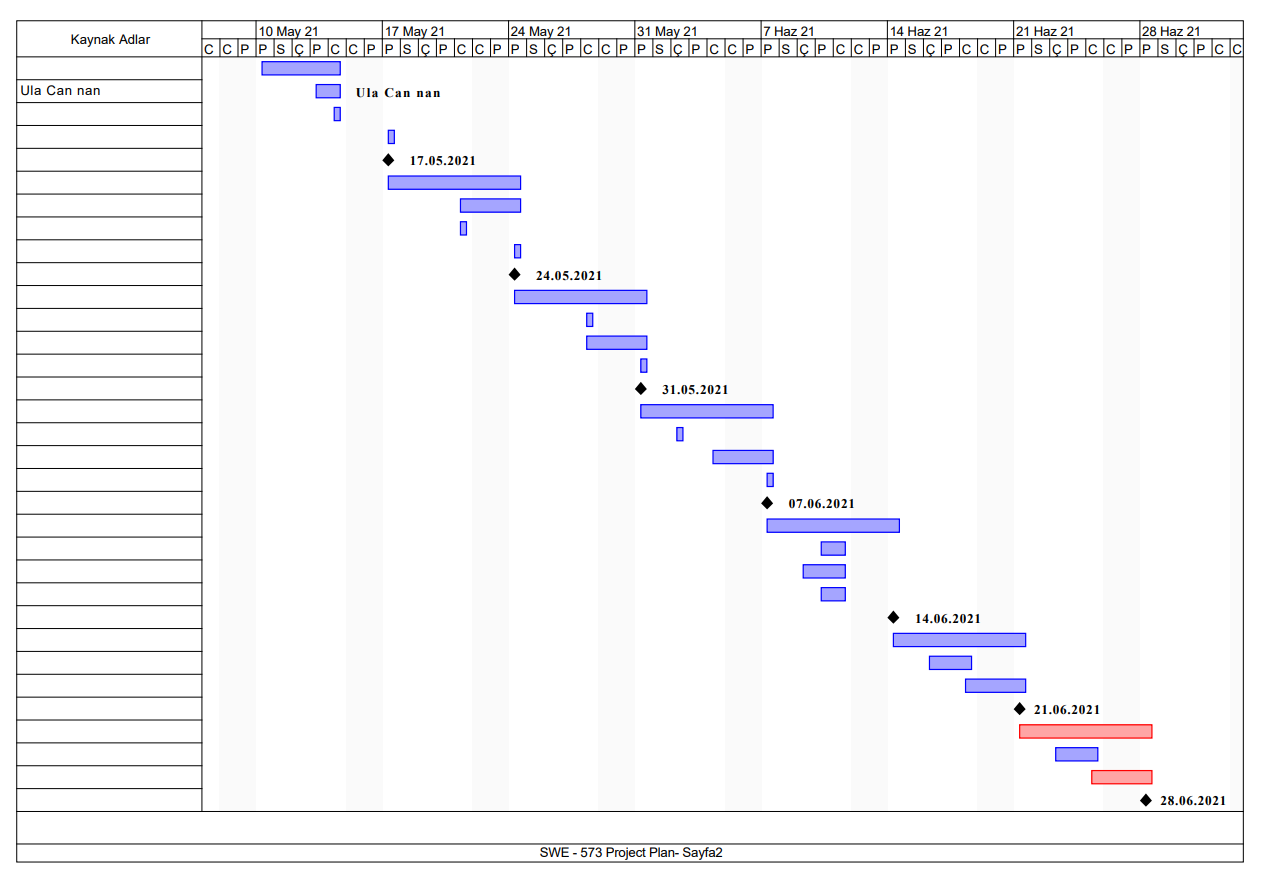 Kaynak Adlar
10 May 21 17 May 21 24 May 21 31 May 21 7 Haz 21 14 Haz 21 21 Haz 21 28 Haz 21
C C P P S Ç P C C P P S Ç P C C P P S Ç P C C P P S Ç P C C P P S Ç P C C P P S Ç P C C P P S Ç P C C P P S Ç P C C
Ula Can nan Ula Can nan
17.05.2021
24.05.2021
31.05.2021
07.06.2021
14.06.2021
21.06.2021
28.06.2021
SWE - 573 Project Plan- Sayfa2